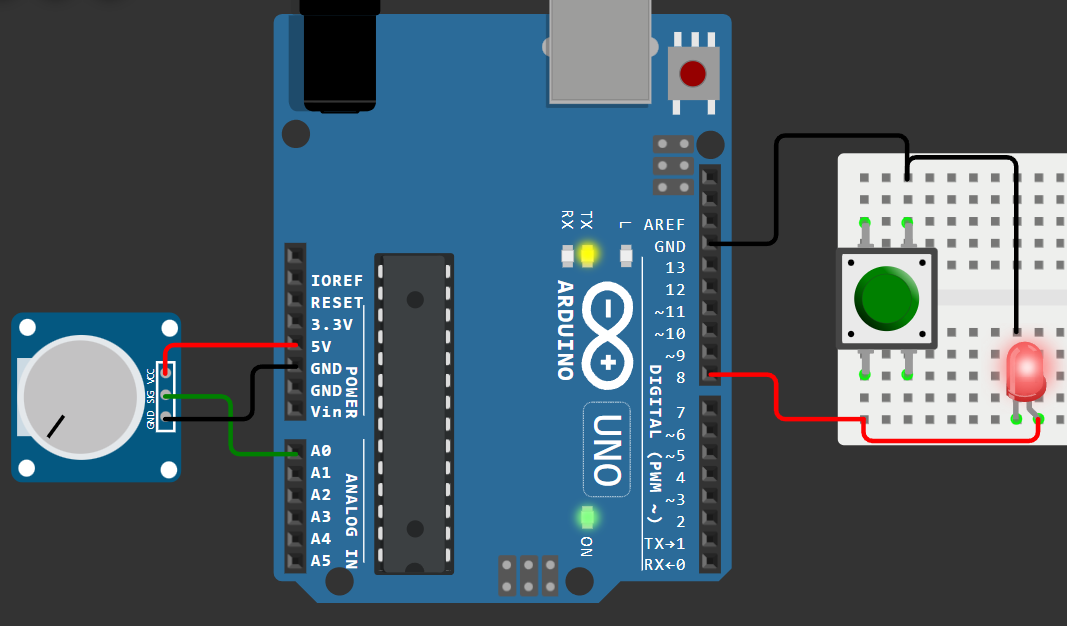 VCC
SIG
GND
IOREF
RESET
3.3V
5V
GND
GND
Vin
POWER
A0
A1
A2
A3
A4
A5
ANALOG IN
RX
TX
L
ARDUINO
UNO
ON
AREF
GND
13
12
~11
~10
~9
8
7
~6
~5
4
~3
2
TX→1
RX←0
DIGITAL (PWM ~)